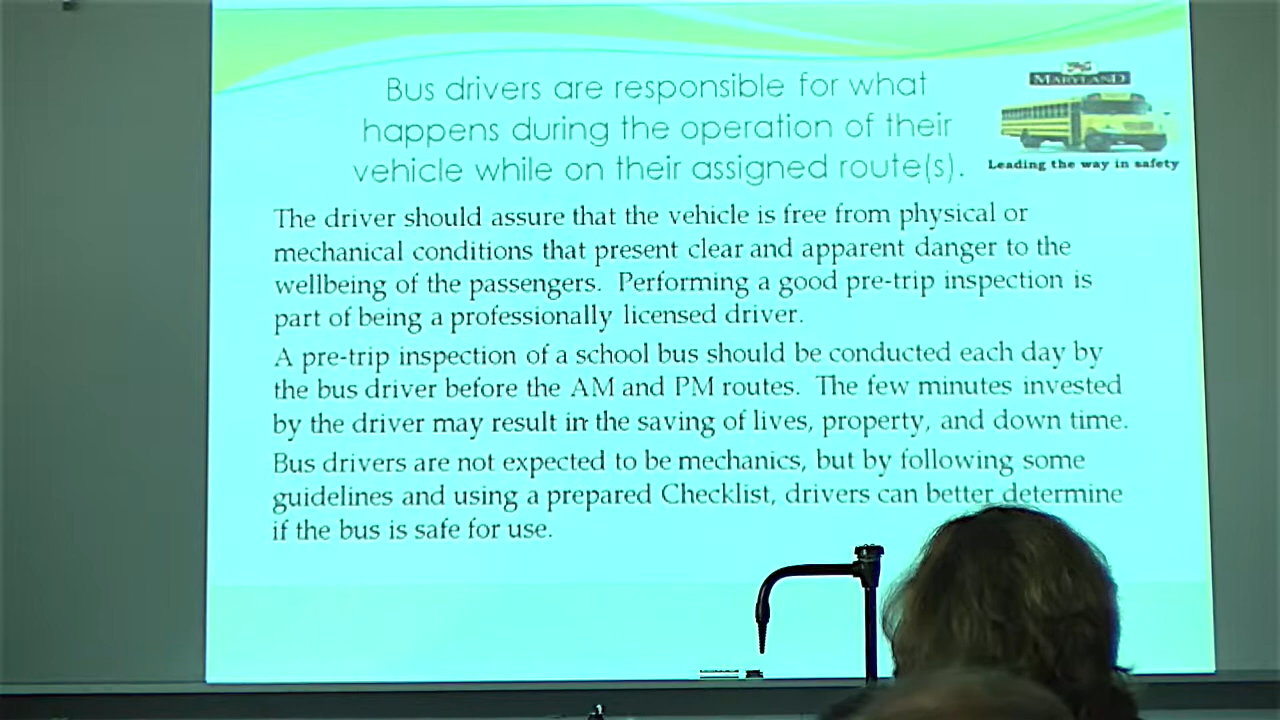 Bus drivers are responsible for what
happens during the operation of their
vehicle while on their assigned route(s).
MARYLAND
Leading the way in safety
The driver should assure that the vehicle is free from physical or
mechanical conditions that present clear and apparent danger to the
wellbeing of the passengers. Performing a good pre-trip inspection is
part of being a professionally licensed driver.
A pre-trip inspection of a school bus should be conducted each day by
the bus driver before the AM and PM routes. The few minutes invested
by the driver may result in the saving of lives, property, and down time.
Bus drivers are not expected to be mechanics, but by following some
guidelines and using a prepared Checklist, drivers can better determine
if the bus is safe for use.